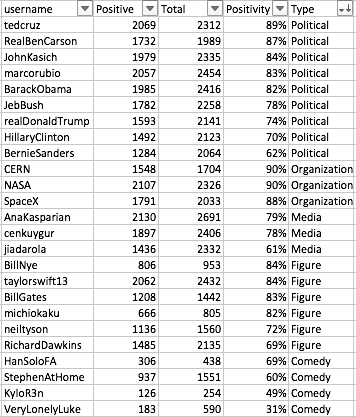 username Positive Total Positivity Type
tedcruz 2069 2312 89% Political
RealBenCarson 1732 1989 87% Political
JohnKasich 1979 2335 84% Political
marcorubio 2057 2454 83% Political
BarackObama 1985 2416 82% Political
JebBush 1782 2258 78% Political
realDonaldTrump 1593 2141 74% Political
HillaryClinton 1492 2123 70% Political
BernieSanders 1284 2064 62% Political
CERN 1548 1704 90% Organization
NASA 2107 2326 90% Organization
SpaceX 1791 2033 88% Organization
AnaKasparian 2130 2691 79% Media
cenkuygur 1897 2406 78% Media
jiadarola 1436 2332 61% Media
BillNye 806 953 84% Figure
taylorswift13 2062 2432 84% Figure
BillGates 1208 1442 83% Figure
michiokaku 666 805 82% Figure
neiltyson 1136 1560 72% Figure
RichardDawkins 1485 2135 69% Figure
HanSoloFA 306 438 69% Comedy
StephenAtHome 937 1551 60% Comedy
KyloR3n 126 254 49% Comedy
VeryLonelyLuke 183 590 31% Comedy